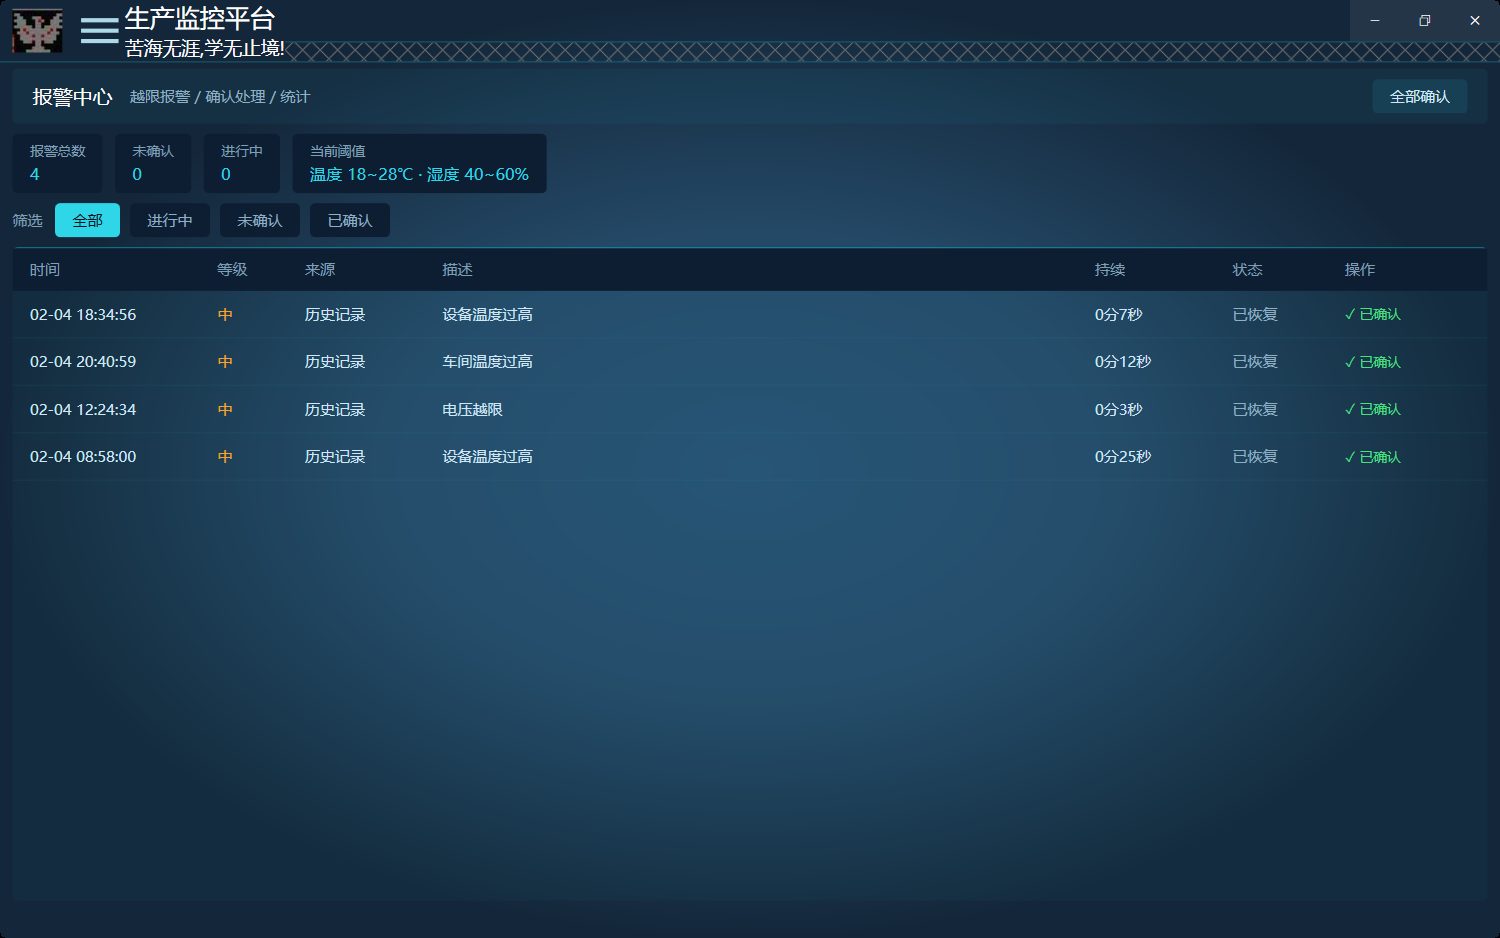 生产监控平台
苦海无涯,学无止境!
报警中心 越限报警 / 确认处理 / 统计 全部确认
报警总数 未确认 进行中 当前阈值
4 0 0 温度 18~28℃ · 湿度 40~60%
筛选 全部 进行中 未确认 已确认
时间 等级 来源 描述 持续 状态 操作
02-04 18:34:56 中 历史记录 设备温度过高 0分7秒 已恢复 ✓ 已确认
02-04 20:40:59 中 历史记录 车间温度过高 0分12秒 已恢复 ✓ 已确认
02-04 12:24:34 中 历史记录 电压越限 0分3秒 已恢复 ✓ 已确认
02-04 08:58:00 中 历史记录 设备温度过高 0分25秒 已恢复 ✓ 已确认